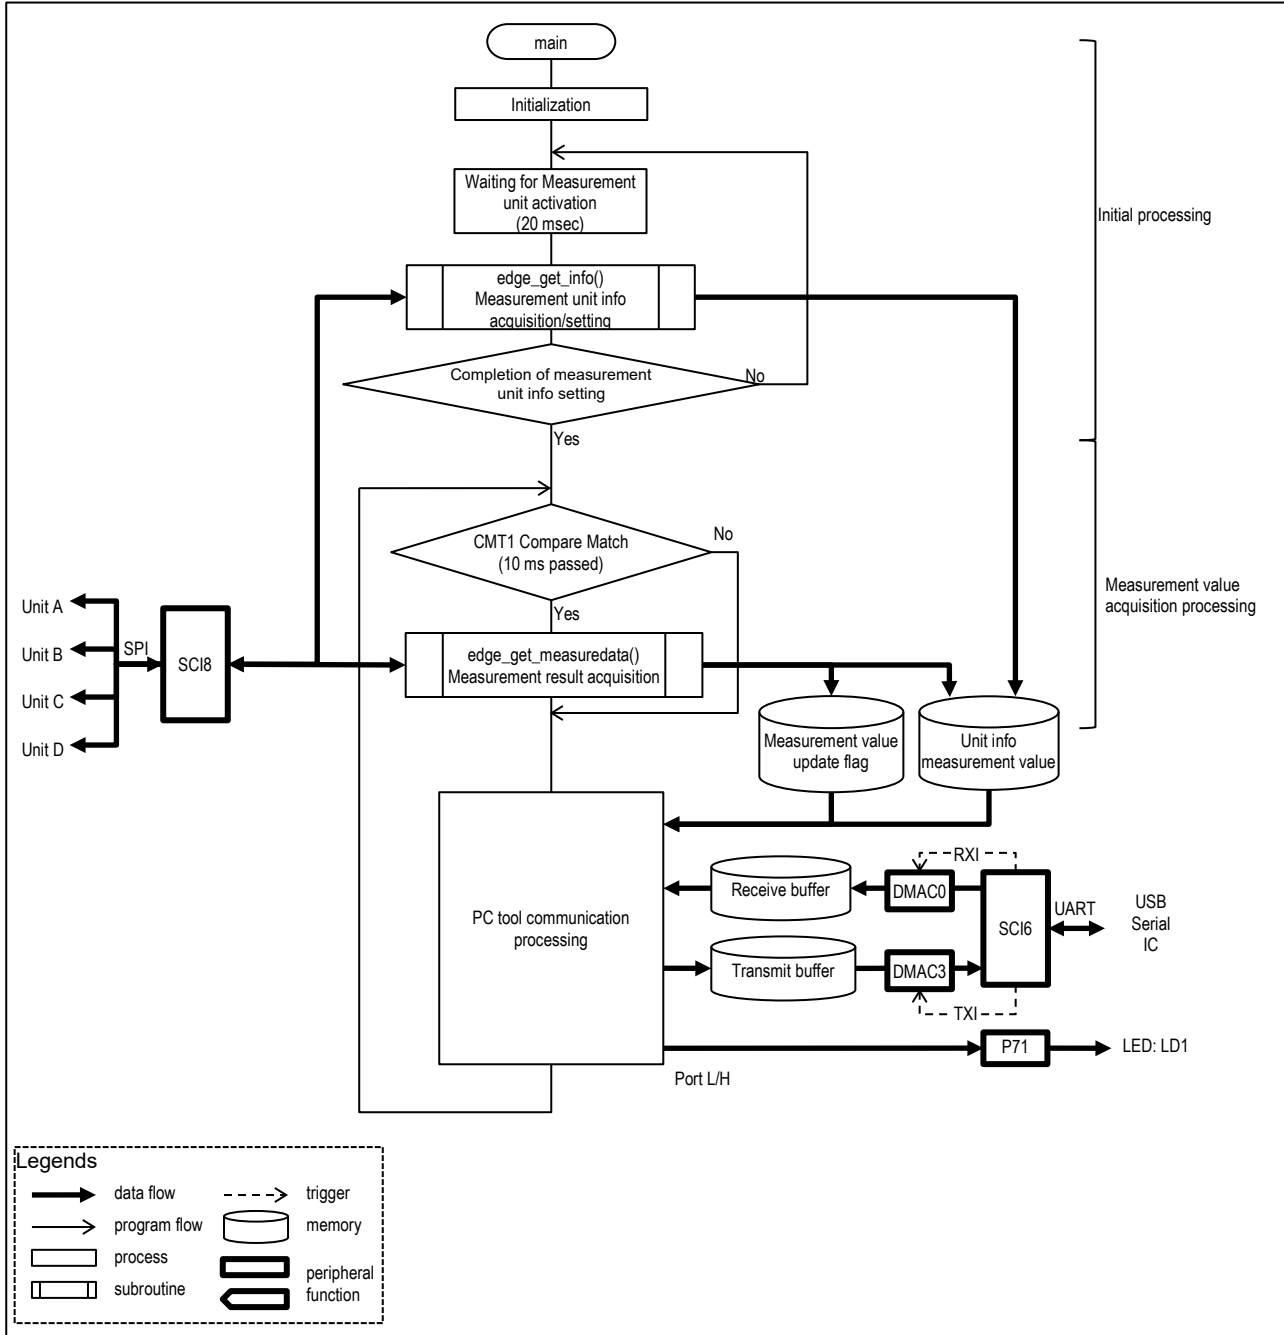 main
Initialization
Waiting for Measurement
unit activation
(20 msec)
Initial processing
edge_get_info()
Measurement unit info
acquisition/setting
Completion of measurement
unit info setting
No
Yes
CMT1 Compare Match
(10 ms passed)
No
Yes
Measurement value
acquisition processing
Unit A
Unit B
Unit C
Unit D
SPI
SCI8
edge_get_measuredata()
Measurement result acquisition
Measurement value
update flag
Unit info
measurement value
PC tool communication
processing
Receive buffer
DMAC0
RXI
SCI6
UART
USB
Serial
IC
Transmit buffer
DMAC3
TXI
Port L/H
P71
LED: LD1
Legends
data flow
program flow
process
subroutine
trigger
memory
peripheral
function